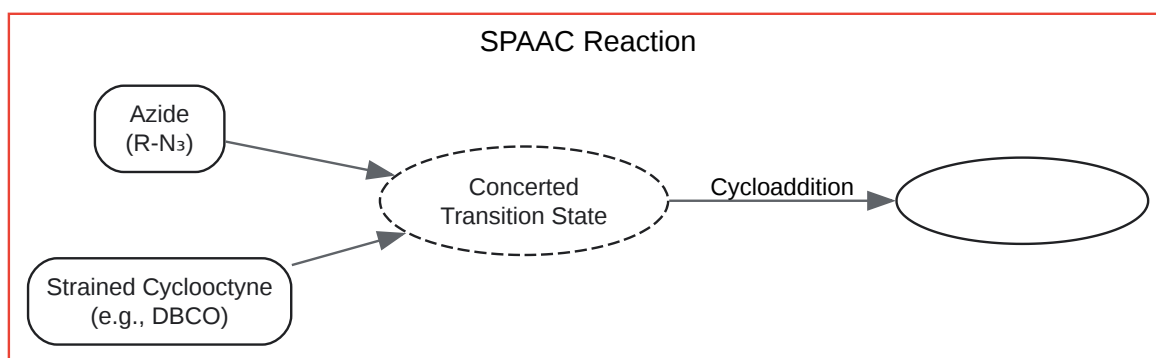 SPAAC Reaction
Azide
(R-N₃)
Concerted
Transition State
Cycloaddition
Strained Cyclooctyne
(e.g., DBCO)